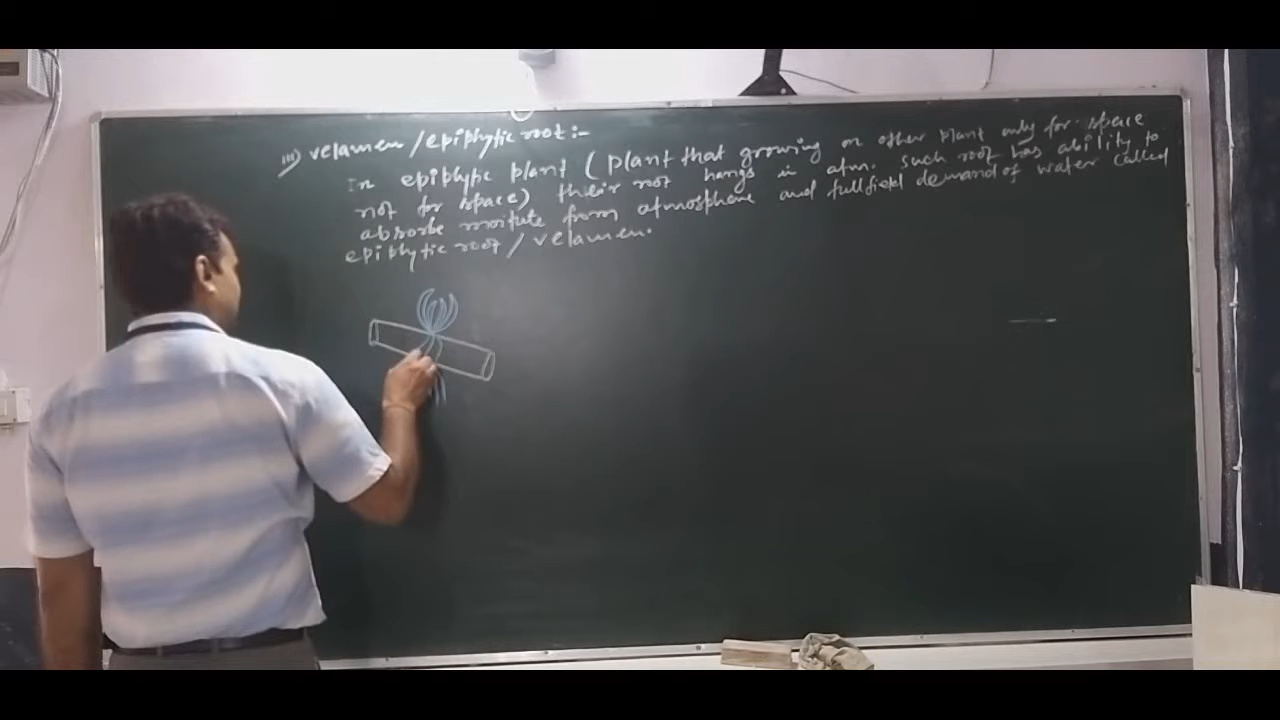 iii) velamen/epiphytic root:-
In epiphytic plant (plant that growing on other plant only for space
not for space) their root hangs in atm. such root has ability to
absorbe moisture from atmosphere and fullfield demand of water called
epiphytic root/velamen.